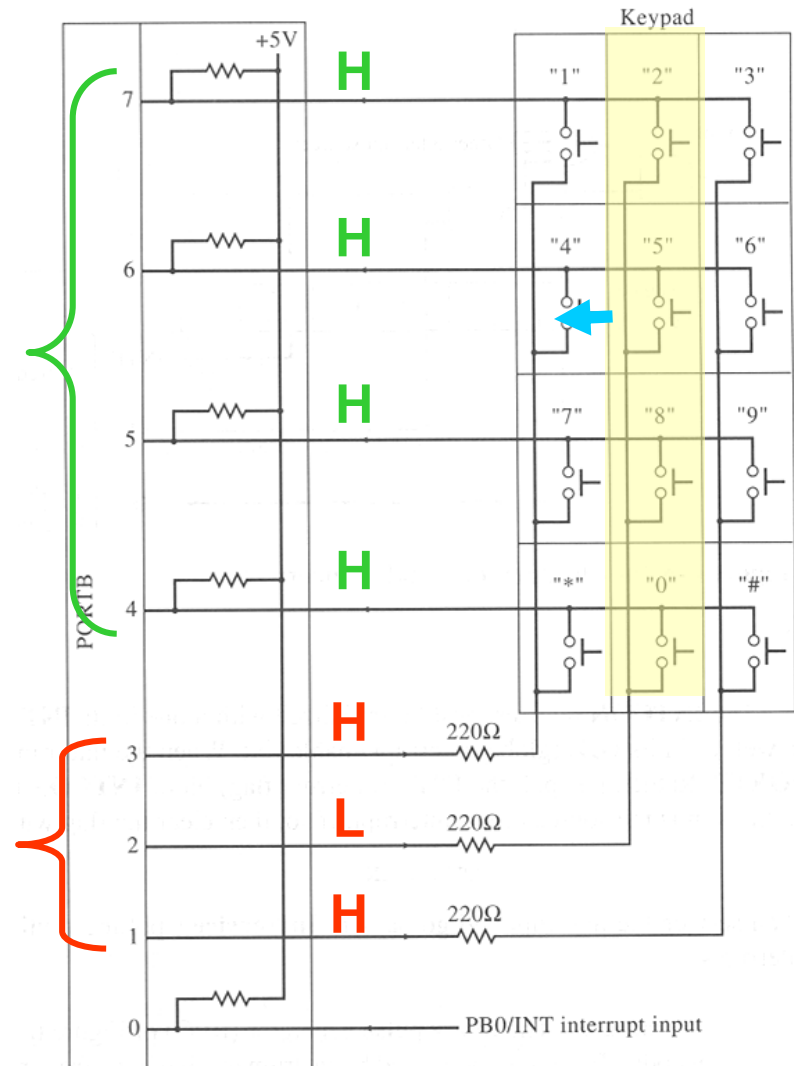 Keypad
+5V
H
7
"1" "2" "3"
H
6
"4" "5" "6"
H
5
"7" "8" "9"
H
4
"*" "0" "#"
PORTB
H
220Ω
3
L
220Ω
2
H
220Ω
1
0
PB0/INT interrupt input